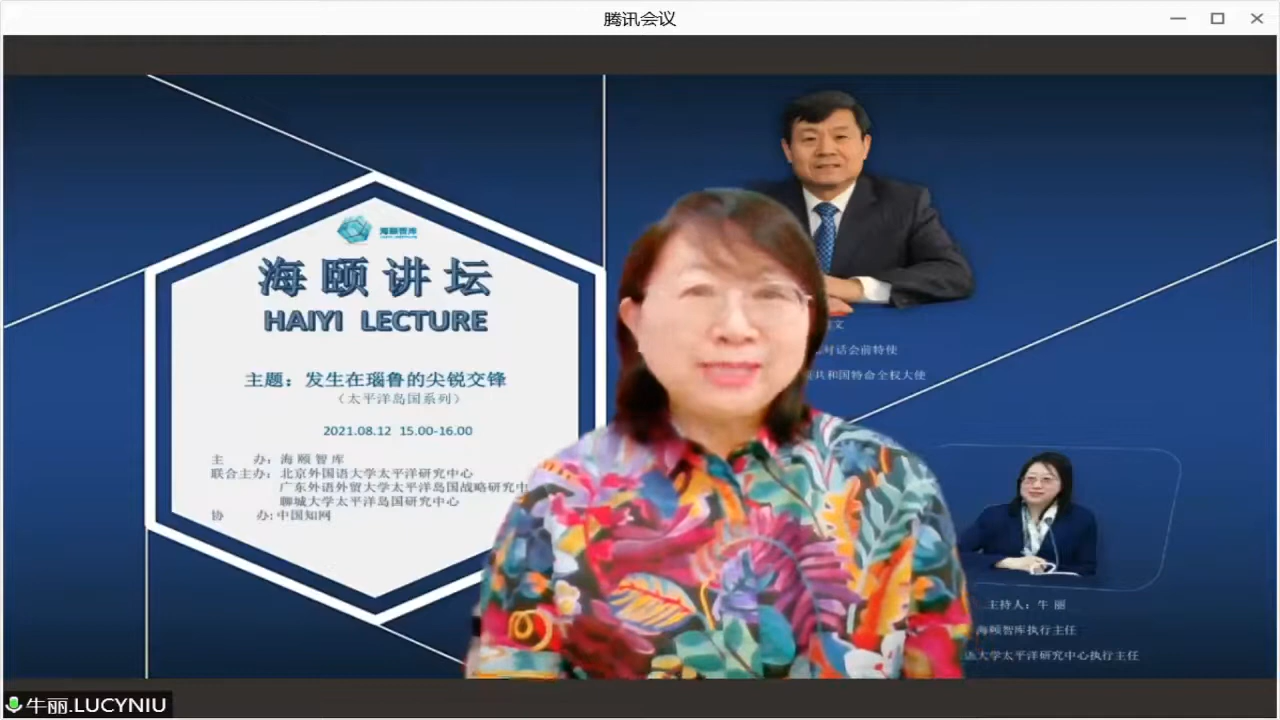 腾讯会议
海颐智库
海颐讲坛
HAIYI LECTURE
主题：发生在瑙鲁的尖锐交锋
（太平洋岛国系列）
2021.08.12 15.00-16.00
主 办：海颐智库
联合主办：北京外国语大学太平洋研究中心
广东外语外贸大学太平洋岛国战略研究中
聊城大学太平洋岛国研究中心
协 办：中国知网
文
对话会前特使
共和国特命全权大使
主持人：牛 丽
海颐智库执行主任
语大学太平洋研究中心执行主任
牛丽.LUCYNIU